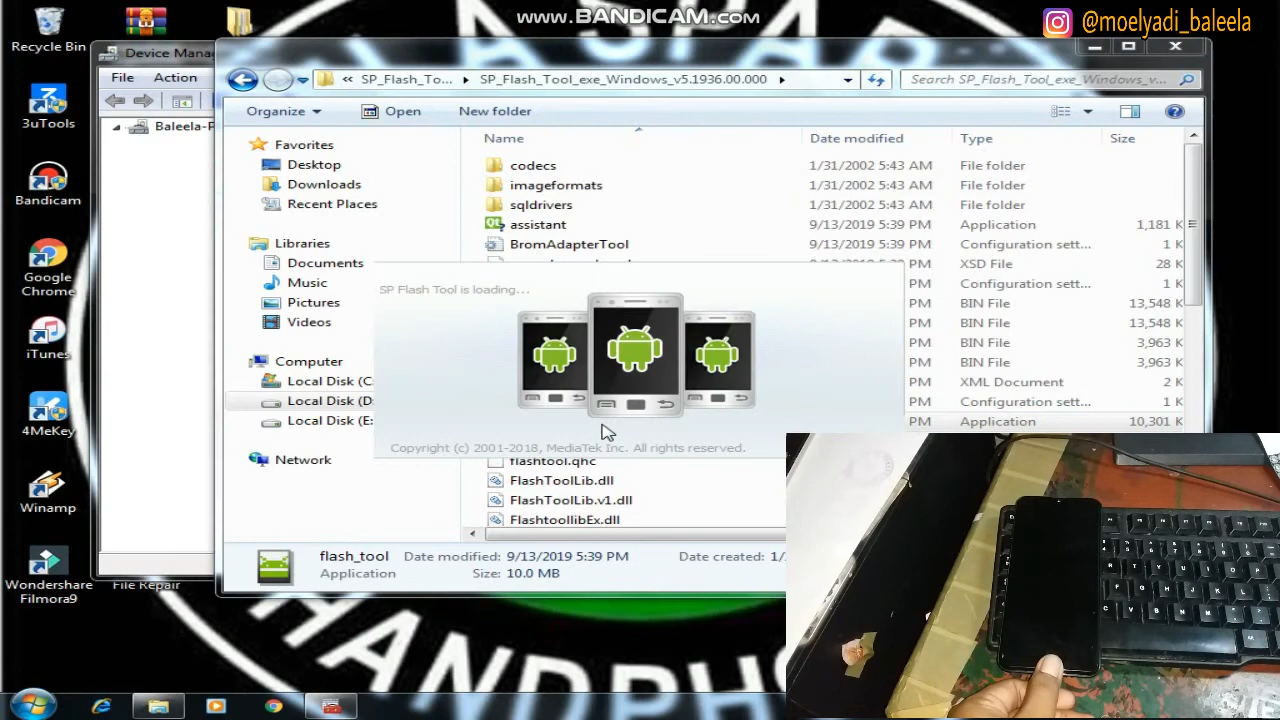 www.BANDICAM.com
@moelyadi_baleela
Recycle Bin
Device Mana
File
Action
Baleela-P
3uTools
Bandicam
Google
Chrome
iTunes
4MeKey
Winamp
Wondershare
Filmora9
File Repair
« SP_Flash_To...
SP_Flash_Tool_exe_Windows_v5.1936.00.000
Search SP_Flash_Tool_exe_Windows_v...
Organize
Open
New folder
Favorites
Desktop
Downloads
Recent Places
Libraries
Documents
Music
Pictures
Videos
Computer
Local Disk (C
Local Disk (D
Local Disk (E:
Network
Name
Date modified
Type
Size
codecs
1/31/2002 5:43 AM
File folder
imageformats
1/31/2002 5:43 AM
File folder
sqldrivers
1/31/2002 5:43 AM
File folder
assistant
9/13/2019 5:39 PM
Application
1,181 K
BromAdapterTool
9/13/2019 5:39 PM
Configuration sett...
1 K
PM
XSD File
28 K
PM
Configuration sett...
1 K
PM
BIN File
13,548 K
PM
BIN File
13,548 K
PM
BIN File
3,963 K
PM
BIN File
3,963 K
PM
XML Document
2 K
PM
Configuration sett...
1 K
PM
Application
10,301 K
SP Flash Tool is loading...
Copyright (c) 2001-2018, MediaTek Inc. All rights reserved.
flashtool.qhc
FlashToolLib.dll
FlashToolLib.v1.dll
FlashtoollibEx.dll
flash_tool
Date modified: 9/13/2019 5:39 PM
Date created: 1/
Application
Size: 10.0 MB
HANDPH